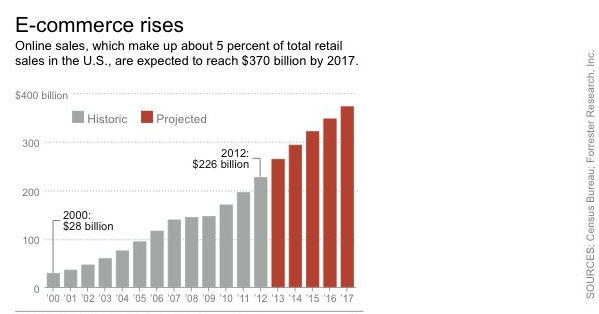 E-commerce rises
Online sales, which make up about 5 percent of total retail
sales in the U.S., are expected to reach $370 billion by 2017.
$400 billion
Historic
Projected
300
2012:
$226 billion
200
2000:
$28 billion
100
0
'00 '01 '02 '03 '04 '05 '06 '07 '08 '09 '10 '11 '12 '13 '14 '15 '16 '17
SOURCES: Census Bureau; Forrester Research, Inc.